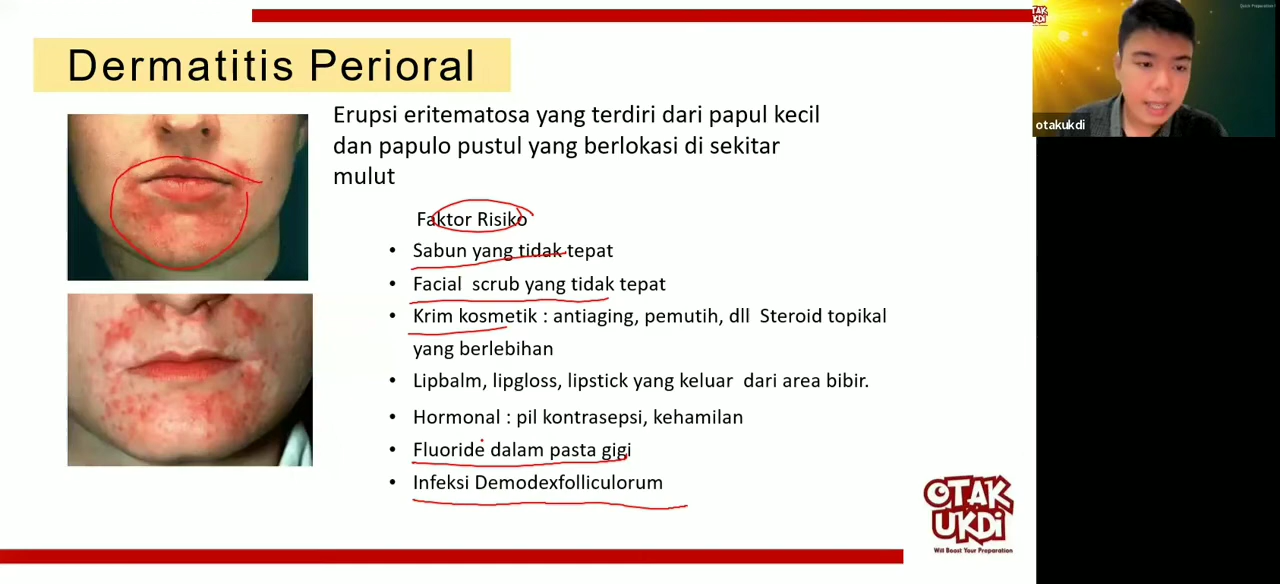 Dermatitis Perioral
Erupsi eritematosa yang terdiri dari papul kecil
dan papulo pustul yang berlokasi di sekitar
mulut
Faktor Risiko
• Sabun yang tidak tepat
• Facial scrub yang tidak tepat
• Krim kosmetik : antiaging, pemutih, dll Steroid topikal
yang berlebihan
• Lipbalm, lipgloss, lipstick yang keluar dari area bibir.
• Hormonal : pil kontrasepsi, kehamilan
• Fluoride dalam pasta gigi
• Infeksi Demodexfolliculorum
OTAK
UKDI
Will Boost Your Preparation
OTAK
UKDI
otakukdi